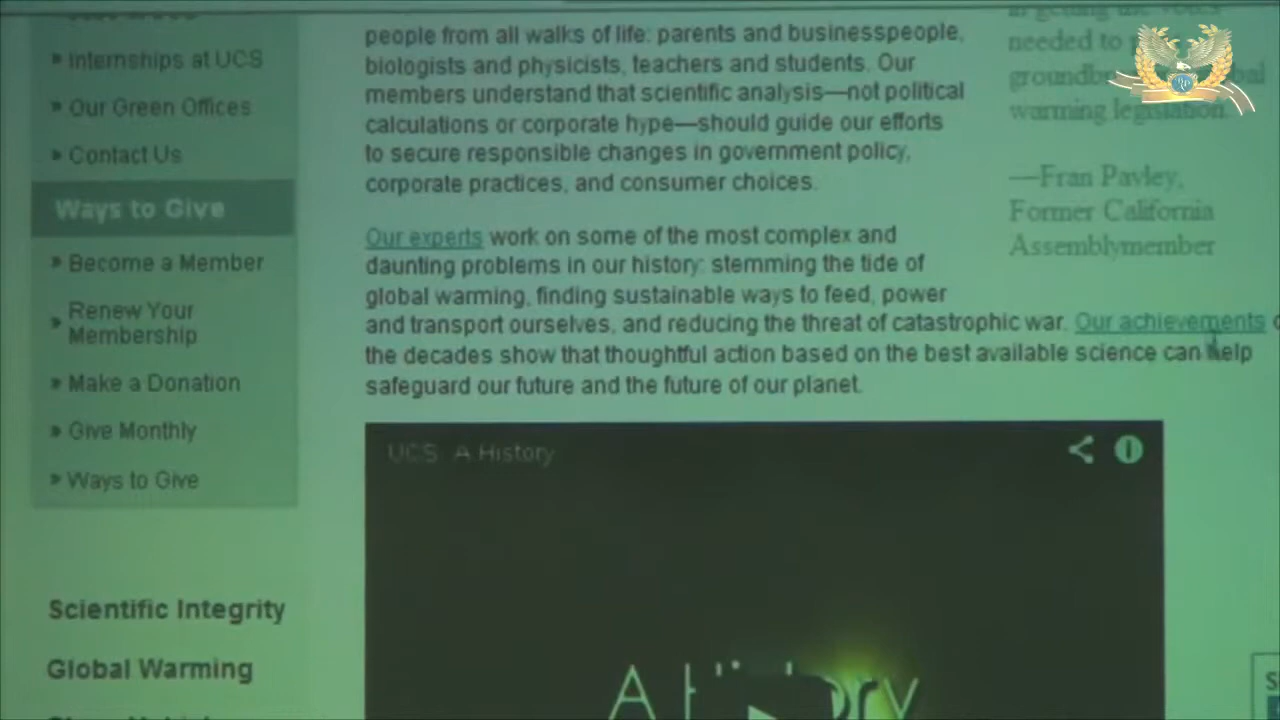 » Internships at UCS
» Our Green Offices
» Contact Us
Ways to Give
» Become a Member
» Renew Your
Membership
» Make a Donation
» Give Monthly
» Ways to Give
Scientific Integrity
Global Warming
people from all walks of life: parents and businesspeople,
biologists and physicists, teachers and students. Our
members understand that scientific analysis—not political
calculations or corporate hype—should guide our efforts
to secure responsible changes in government policy,
corporate practices, and consumer choices.
Our experts work on some of the most complex and
daunting problems in our history: stemming the tide of
global warming, finding sustainable ways to feed, power
and transport ourselves, and reducing the threat of catastrophic war. Our achievements
the decades show that thoughtful action based on the best available science can help
safeguard our future and the future of our planet.
UCS: A History
A History
needed to
warming legislation.
—Fran Pavley,
Former California
Assemblymember